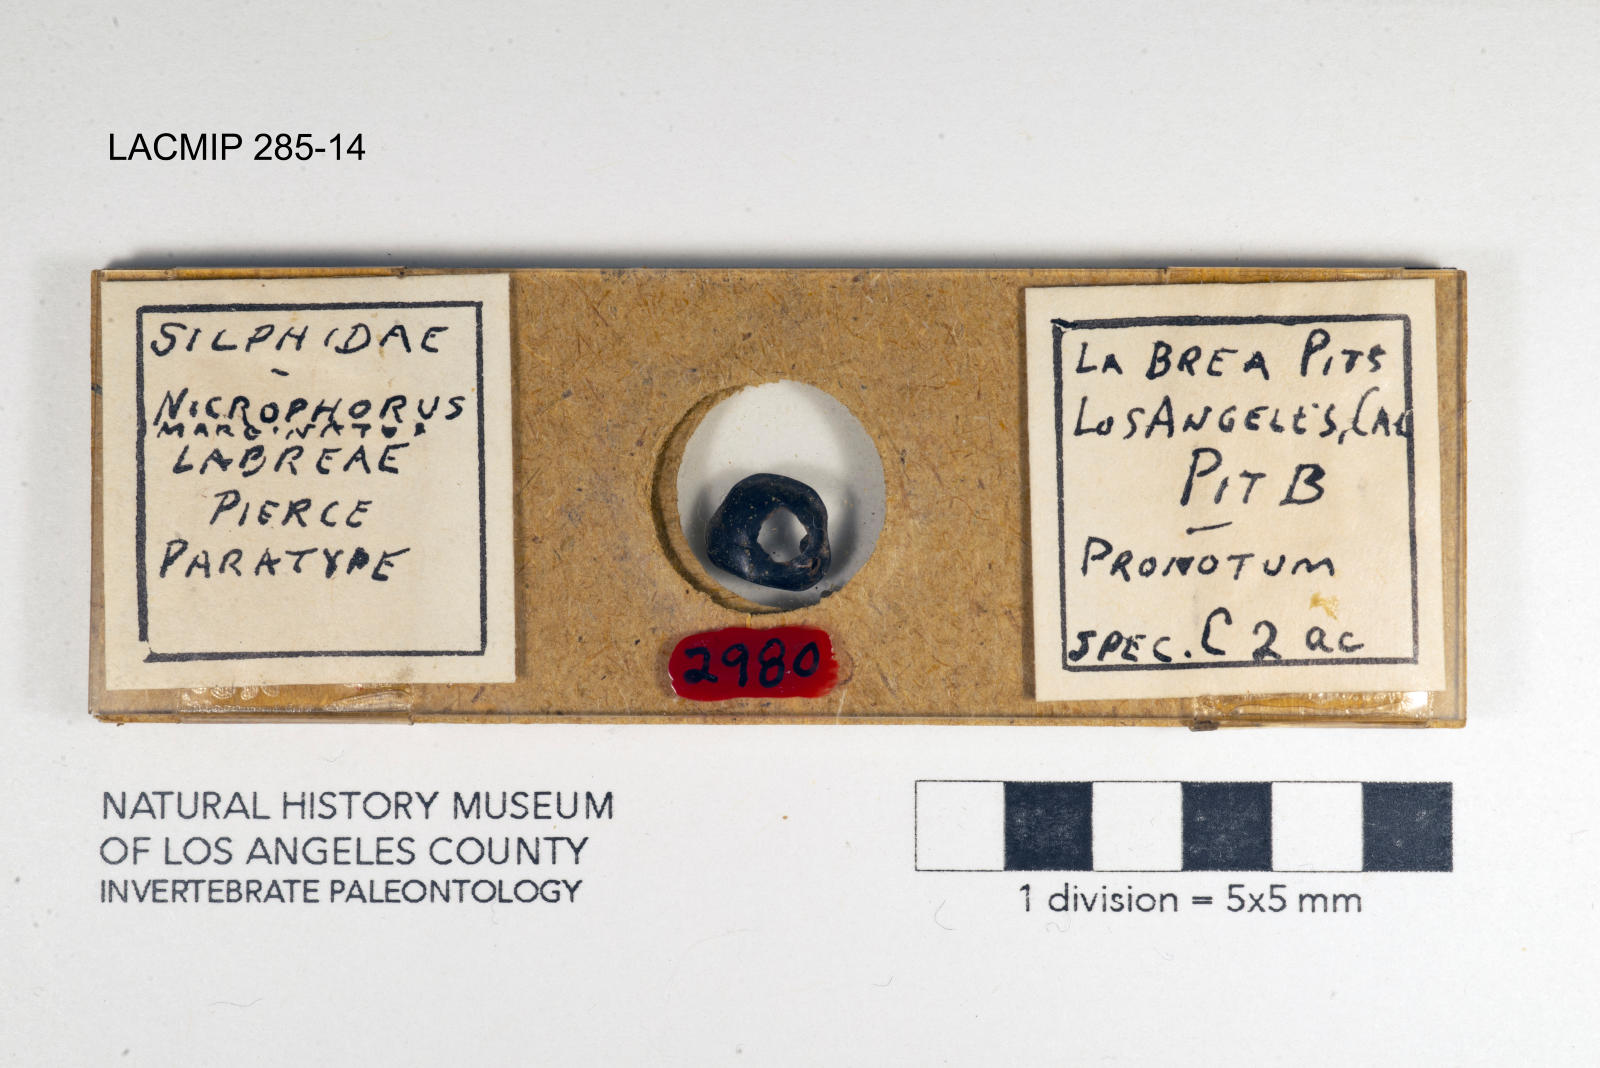 LACMIP 285-14
SILPHIDAE
-
NICROPHORUS
MARGINATUS
LABREAE
PIERCE
PARATYPE
2980
LA BREA PITS
LOS ANGELES, CAL
PIT B
-
PRONOTUM
SPEC. C 2 ac
NATURAL HISTORY MUSEUM
OF LOS ANGELES COUNTY
INVERTEBRATE PALEONTOLOGY
1 division = 5x5 mm